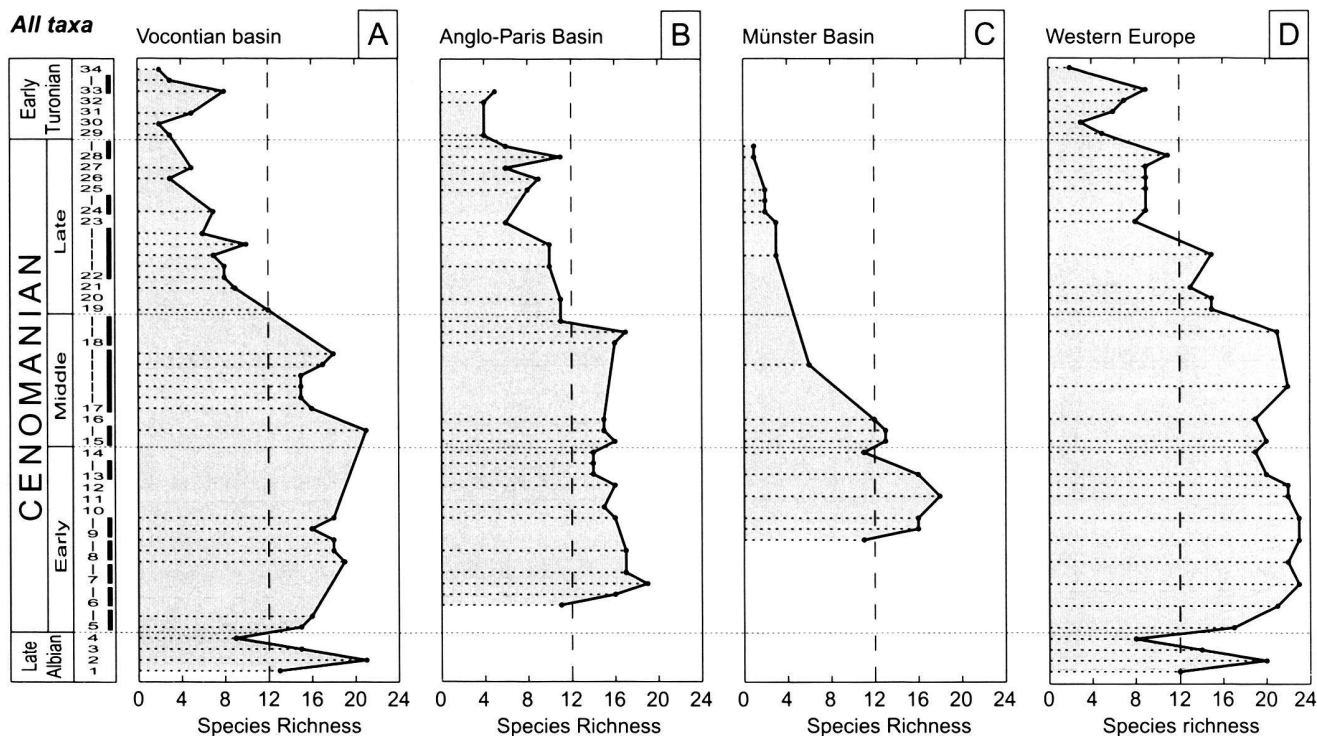 All taxa
Vocontian basin
A
Anglo-Paris Basin
B
Münster Basin
C
Western Europe
D
Early
Turonian
CENOMANIAN
Late
Middle
Early
Late
Albian
34
33
32
31
30
29
28
27
26
25
24
23
22
21
20
19
18
17
16
15
14
13
12
11
10
9
8
7
6
5
4
3
2
1
0 4 8 12 16 20 24
Species Richness
0 4 8 12 16 20 24
Species Richness
0 4 8 12 16 20 24
Species Richness
0 4 8 12 16 20 24
Species richness